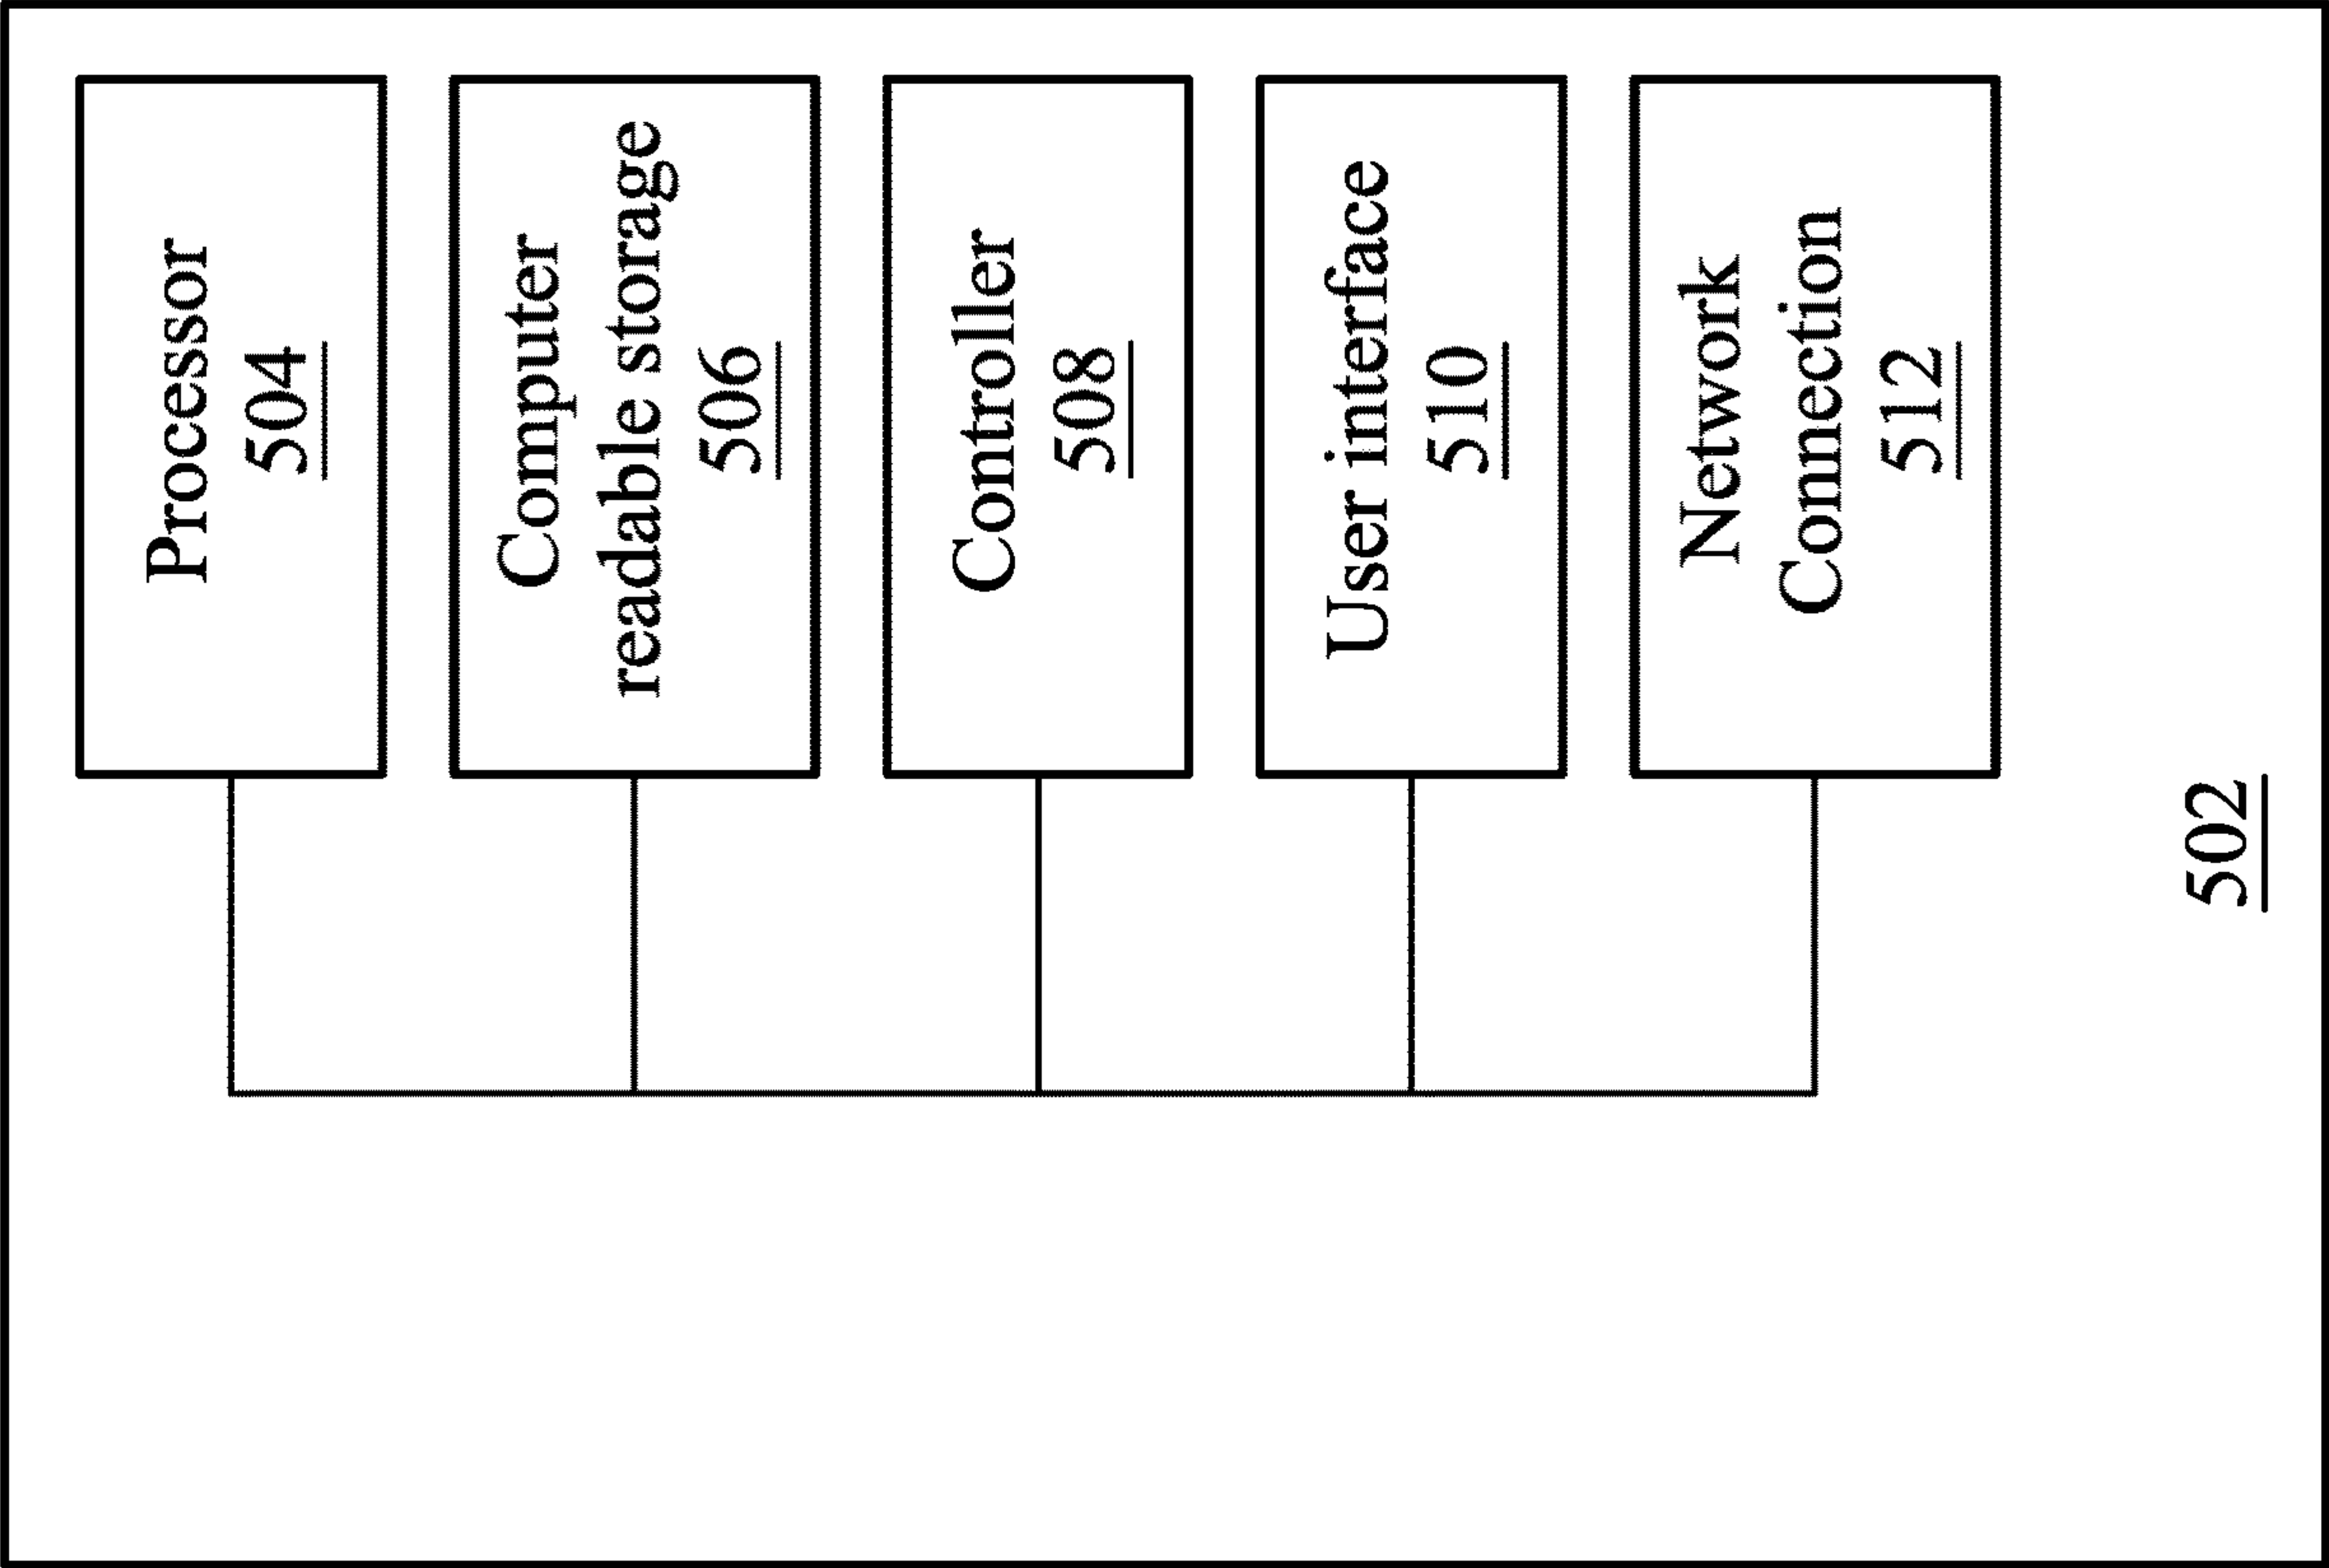 Processor
504
Computer
readable storage
506
Controller
508
User interface
510
Network
Connection
512
502